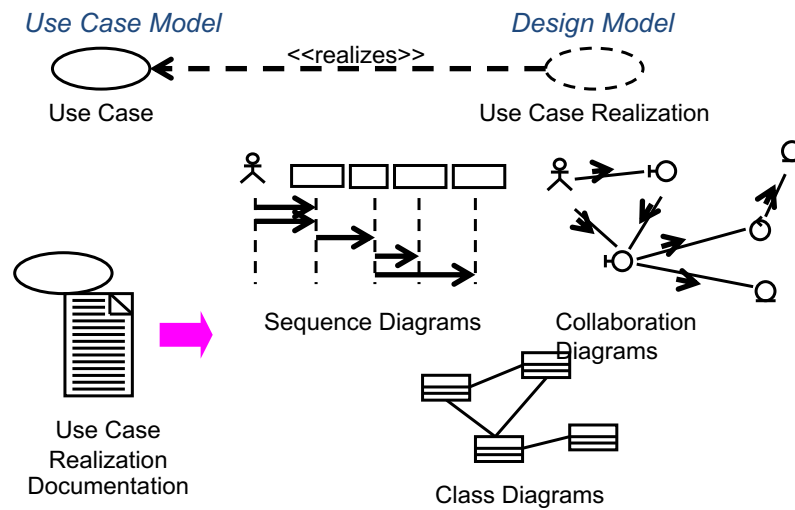 Use Case Model
Design Model
<<realizes>>
Use Case
Use Case Realization
Sequence Diagrams
Collaboration
Diagrams
Use Case
Realization
Documentation
Class Diagrams